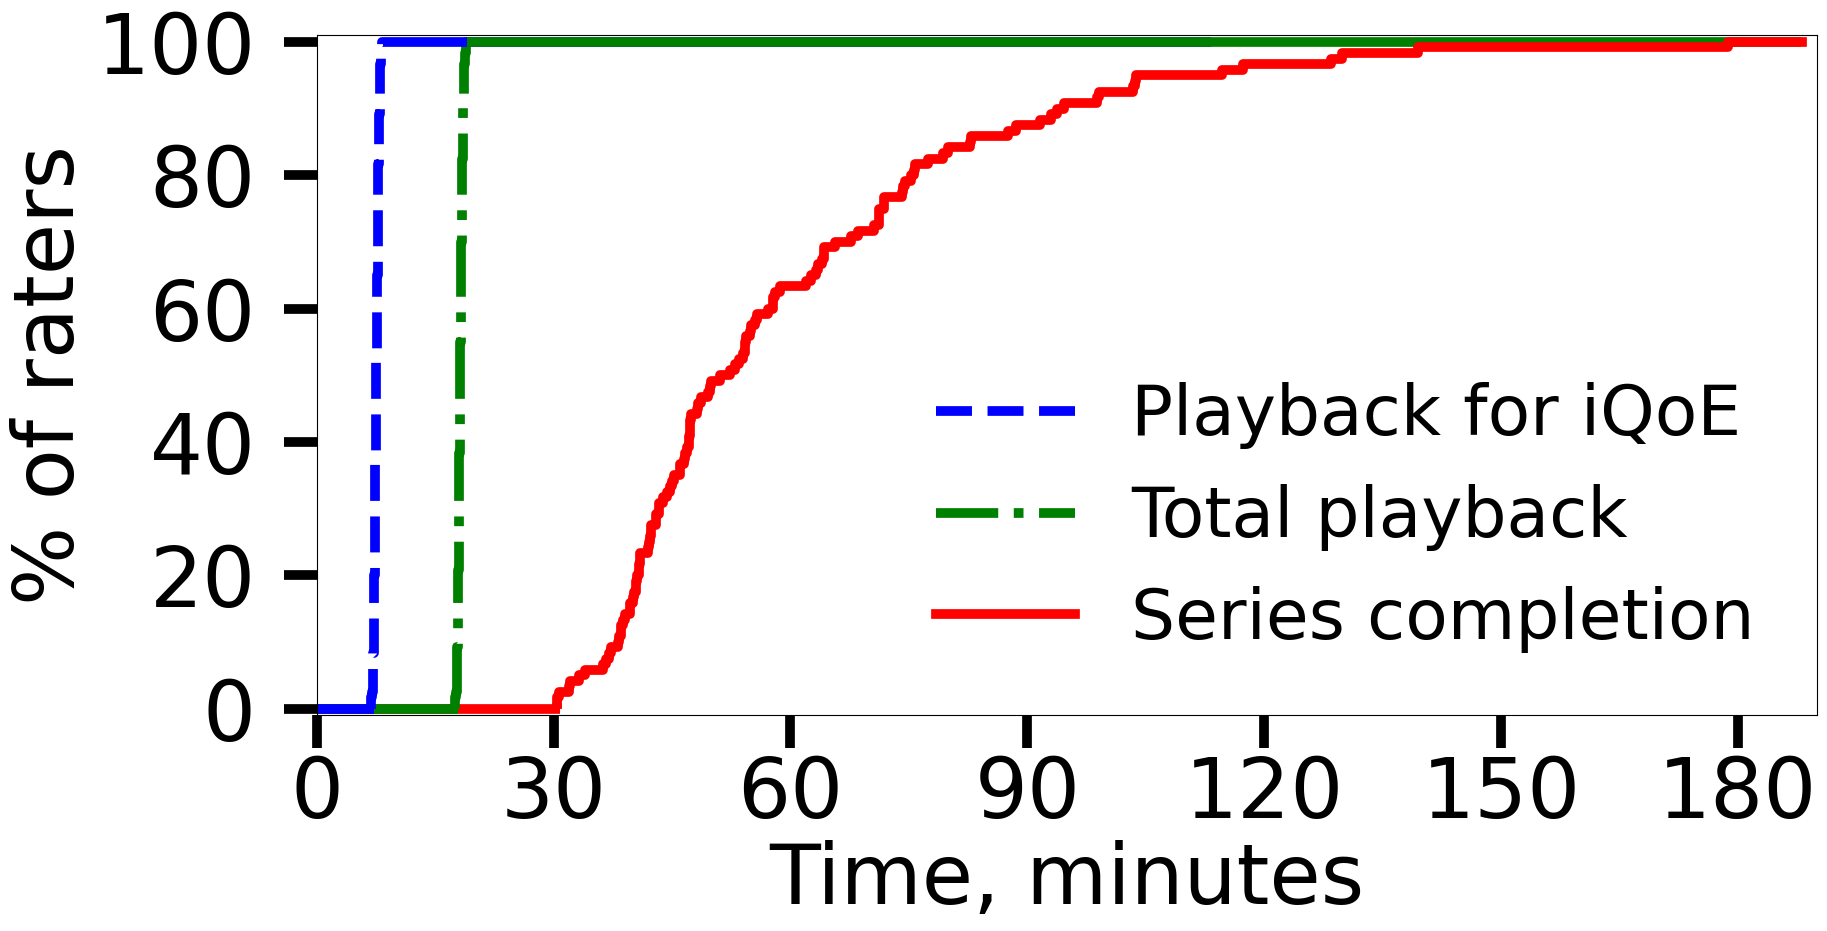 % of raters
100
80
60
40
20
0
Playback for iQoE
Total playback
Series completion
0 30 60 90 120 150 180
Time, minutes